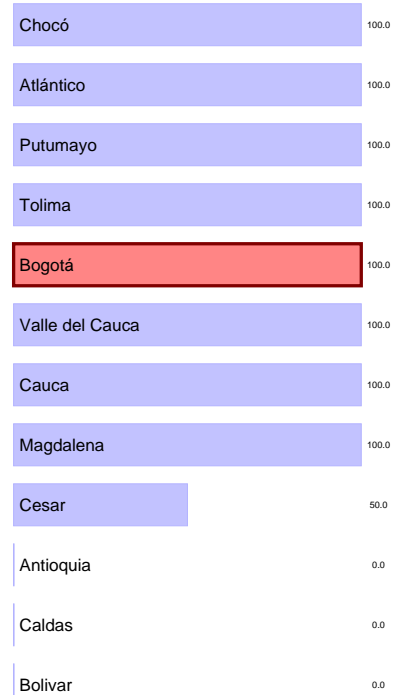 Chocó 100.0
Atlántico 100.0
Putumayo 100.0
Tolima 100.0
Bogotá 100.0
Valle del Cauca 100.0
Cauca 100.0
Magdalena 100.0
Cesar 50.0
Antioquia 0.0
Caldas 0.0
Bolivar 0.0